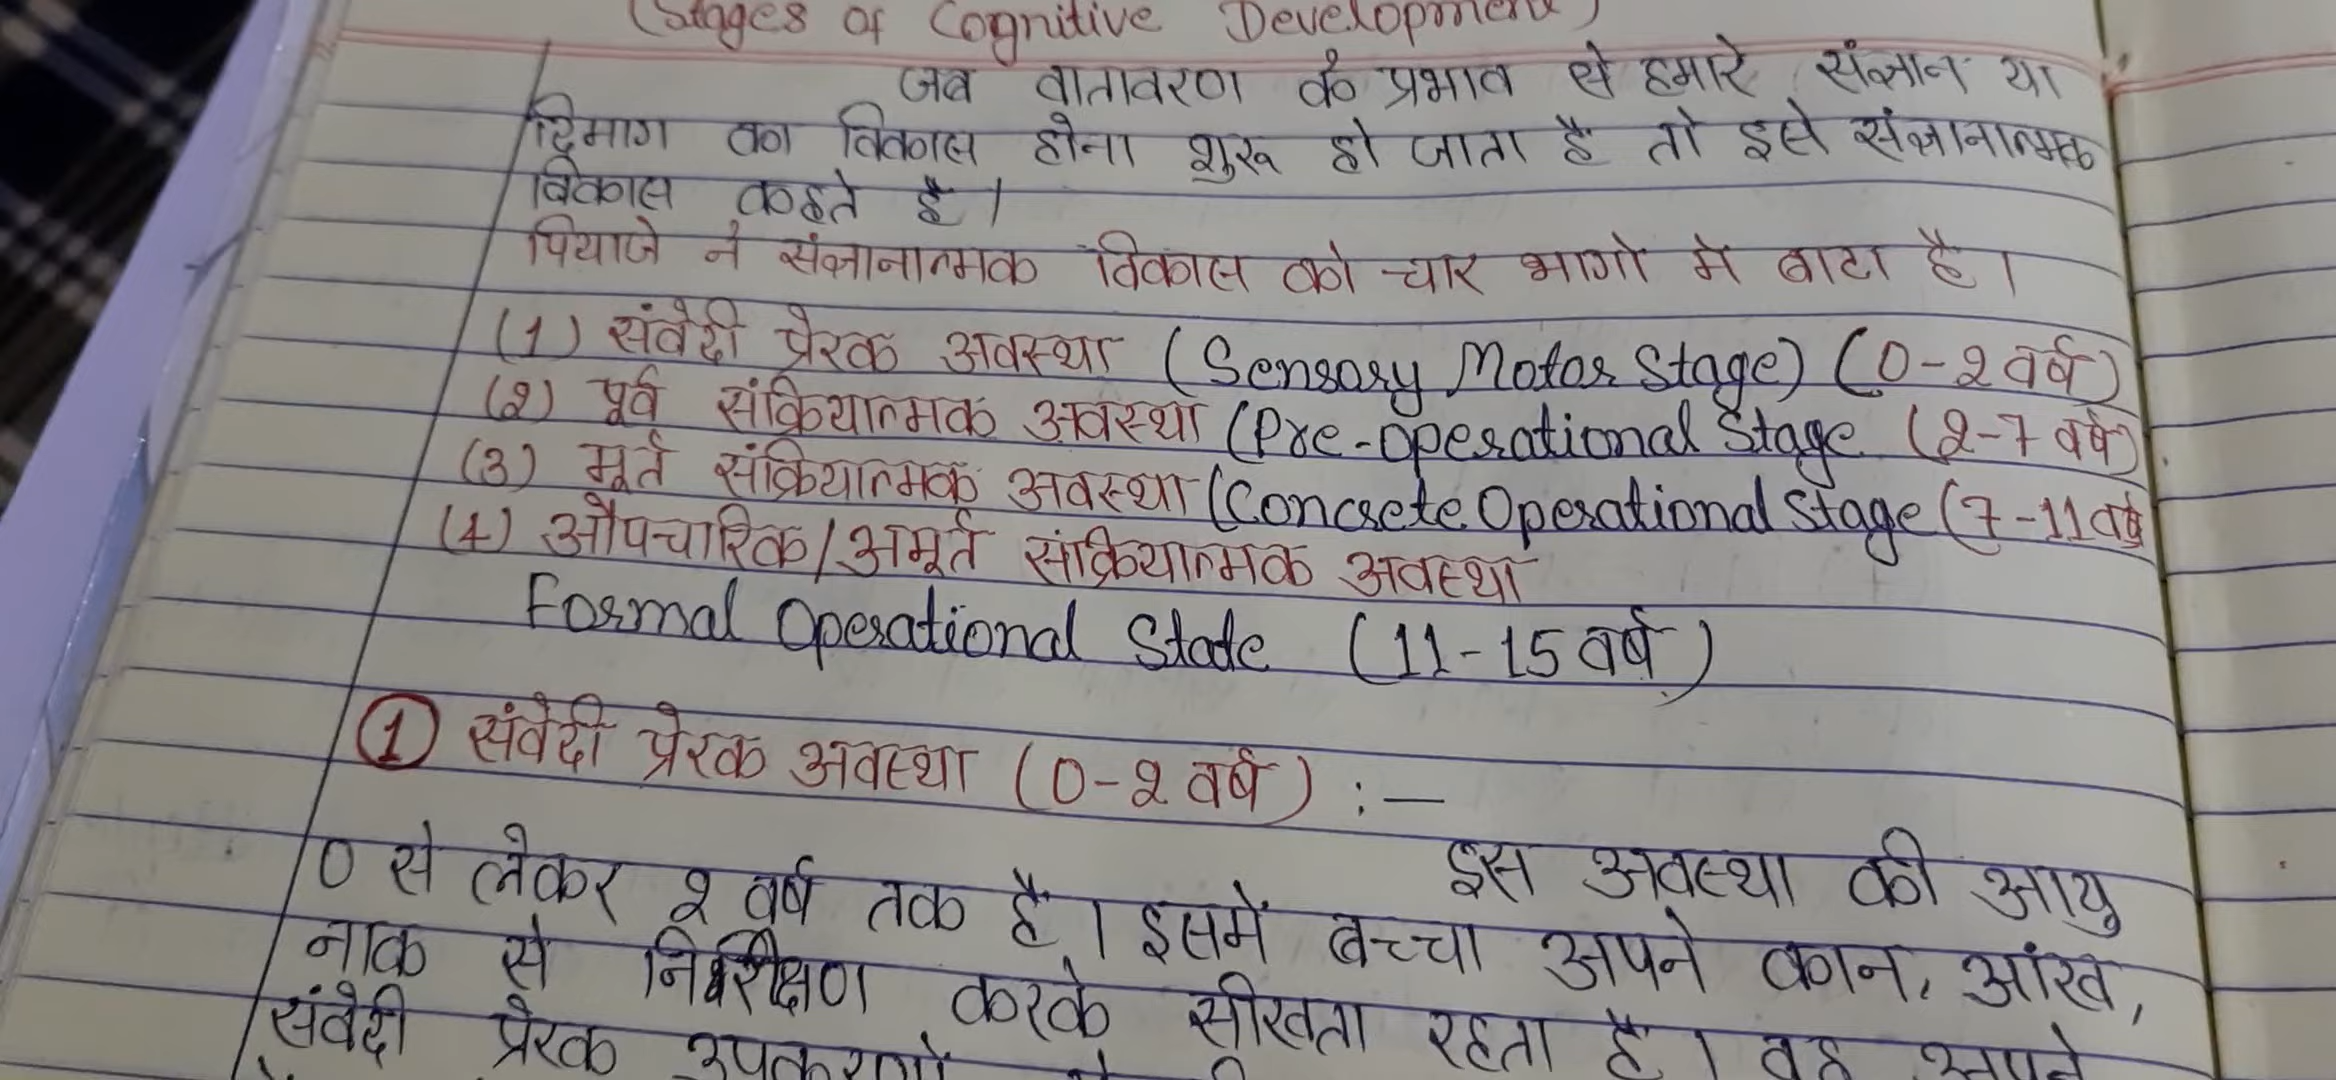 (Stages of Cognitive Development)
जब वातावरण के प्रभाव से हमारे संज्ञान या
दिमाग का विकास होना शुरू हो जाता है तो इसे संज्ञानात्मक
विकास कहते है।
पियाजे ने संज्ञानात्मक विकास को चार भागो मे बाटा है।
(1) संवेदी प्रेरक अवस्था (Sensory Motor Stage) (0-2 वर्ष)
(2) पूर्व संक्रियात्मक अवस्था (Pre-operational Stage (2-7 वर्ष)
(3) मूर्त संक्रियात्मक अवस्था (Concrete Operational Stage (7-11 वर्ष
(4) औपचारिक/अमूर्त संक्रियात्मक अवस्था
Formal Operational State (11-15 वर्ष)
① संवेदी प्रेरक अवस्था (0-2 वर्ष) :—
इस अवस्था की आयु
0 से लेकर 2 वर्ष तक है। इसमें बच्चा अपने कान, आंख,
नाक से निरीक्षण करके सीखता रहता है। वह अपने
संवेदी प्रेरक उपकरणो